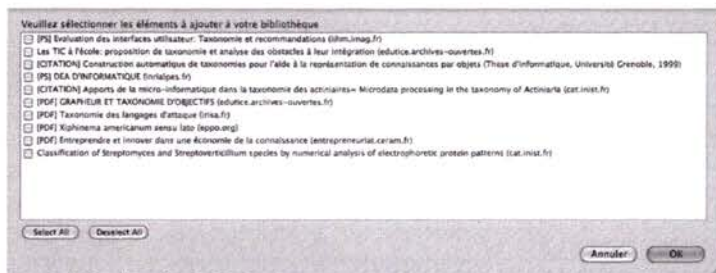 Veuillez sélectionner les éléments à ajouter à votre bibliothèque
[PS] Evaluation des interfaces utilisateur: Taxonomie et recommandations (lihm.imag.fr)
Les TIC à l'école: proposition de taxonomie et analyse des obstacles à leur intégration (edutice.archives-ouvertes.fr)
[CITATION] Construction automatique de taxonomies pour l'aide à la représentation de connaissances par objets (Thèse d'informatique, Université Grenoble, 1999)
[PS] DEA D'INFORMATIQUE (inrialpes.fr)
[CITATION] Apports de la micro-informatique dans la taxonomie des actiniaires= Microdata processing in the taxonomy of Actiniaria (cat.inist.fr)
[PDF] GRAPHEUR ET TAXONOMIE D'OBJECTIFS (edutice.archives-ouvertes.fr)
[PDF] Taxonomie des langages d'attaque (irisa.fr)
[PDF] Xiphinema americanum sensu lato (eppo.org)
[PDF] Entreprendre et innover dans une économie de la connaissance (entrepreneuriat.ceram.fr)
Classification of Streptomyces and Streptoverticillium species by numerical analysis of electrophoretic protein patterns (cat.inist.fr)
Select All Deselect All
Annuler OK